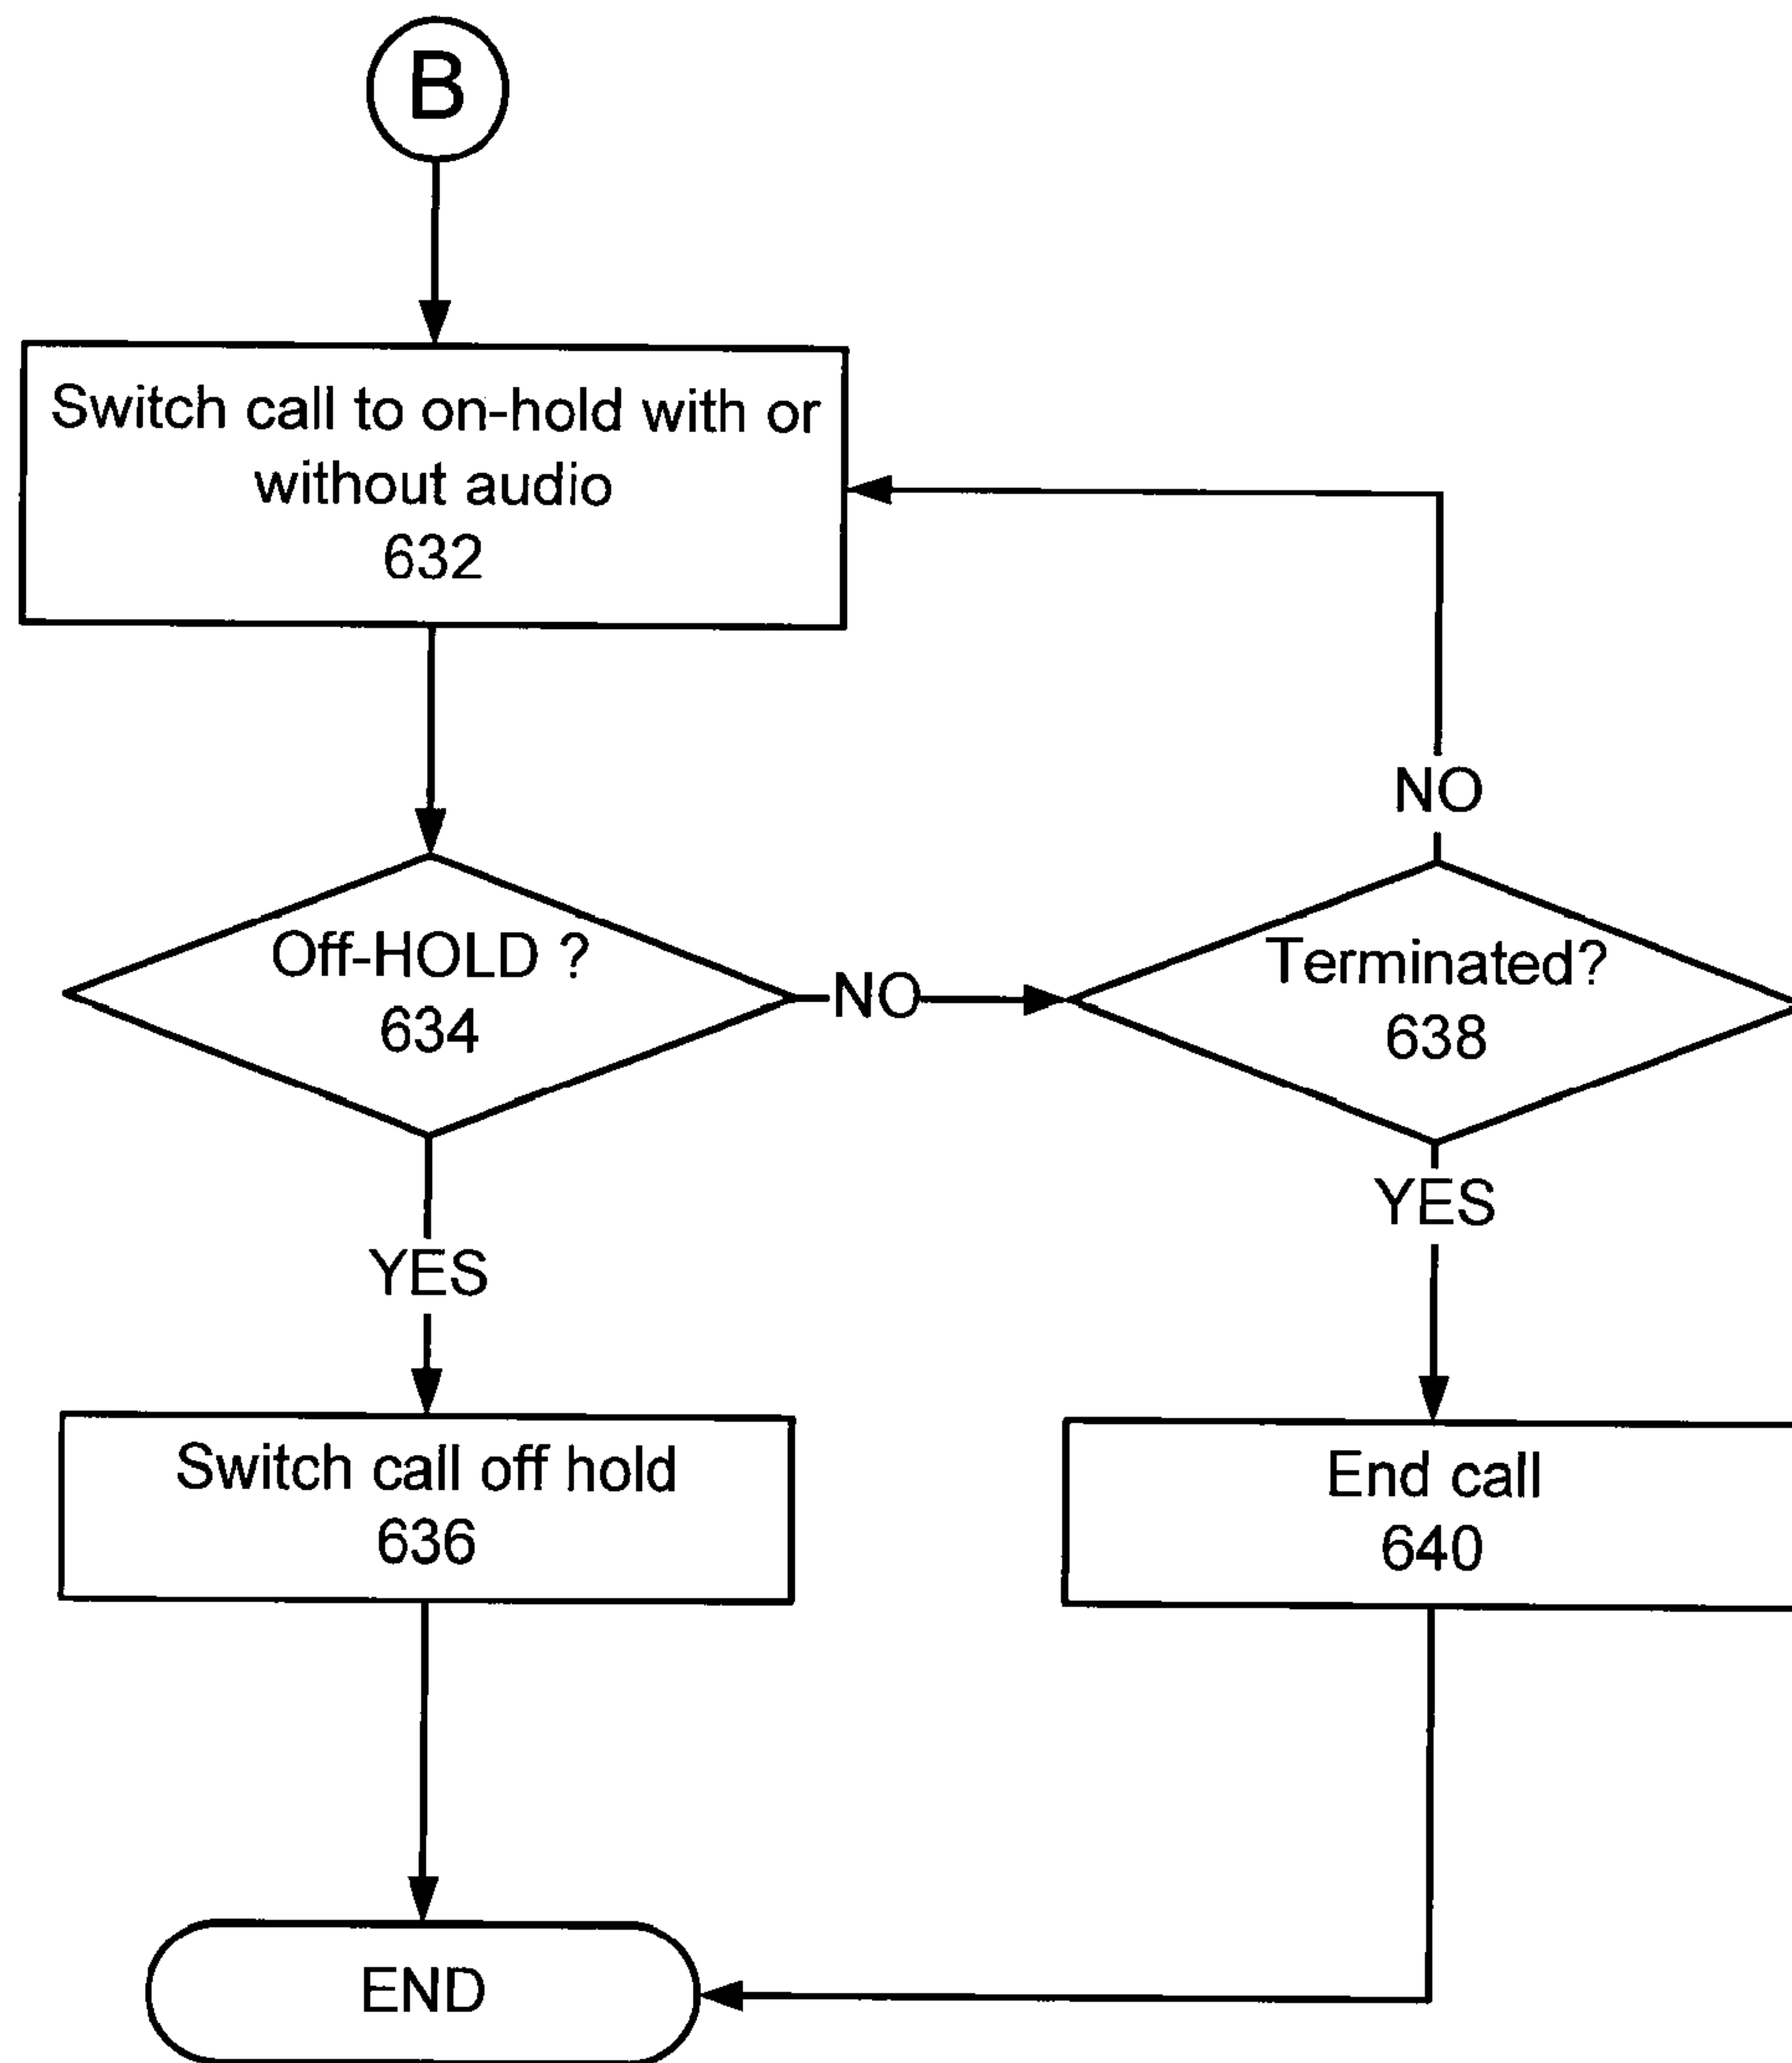 B
Switch call to on-hold with or
without audio
632
NO
Off-HOLD ?
634
NO
Terminated?
638
YES
YES
Switch call off hold
636
End call
640
END